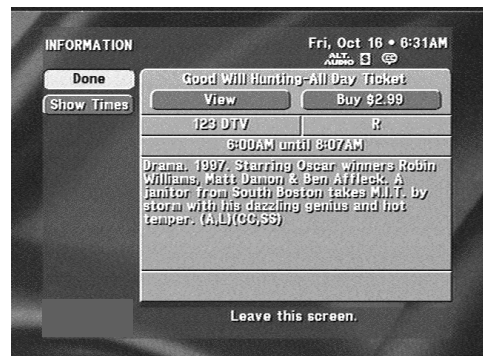 INFORMATION
Fri, Oct 16 • 6:31AM
ALT. AUDIO S CC
Done
Show Times
Good Will Hunting-All Day Ticket
View
Buy $2.99
123 DTV
R
6:00AM until 8:07AM
Drama. 1997. Starring Oscar winners Robin
Williams, Matt Damon & Ben Affleck. A
janitor from South Boston takes M.I.T. by
storm with his dazzling genius and hot
temper. (A,L)(CC,SS)
Leave this screen.